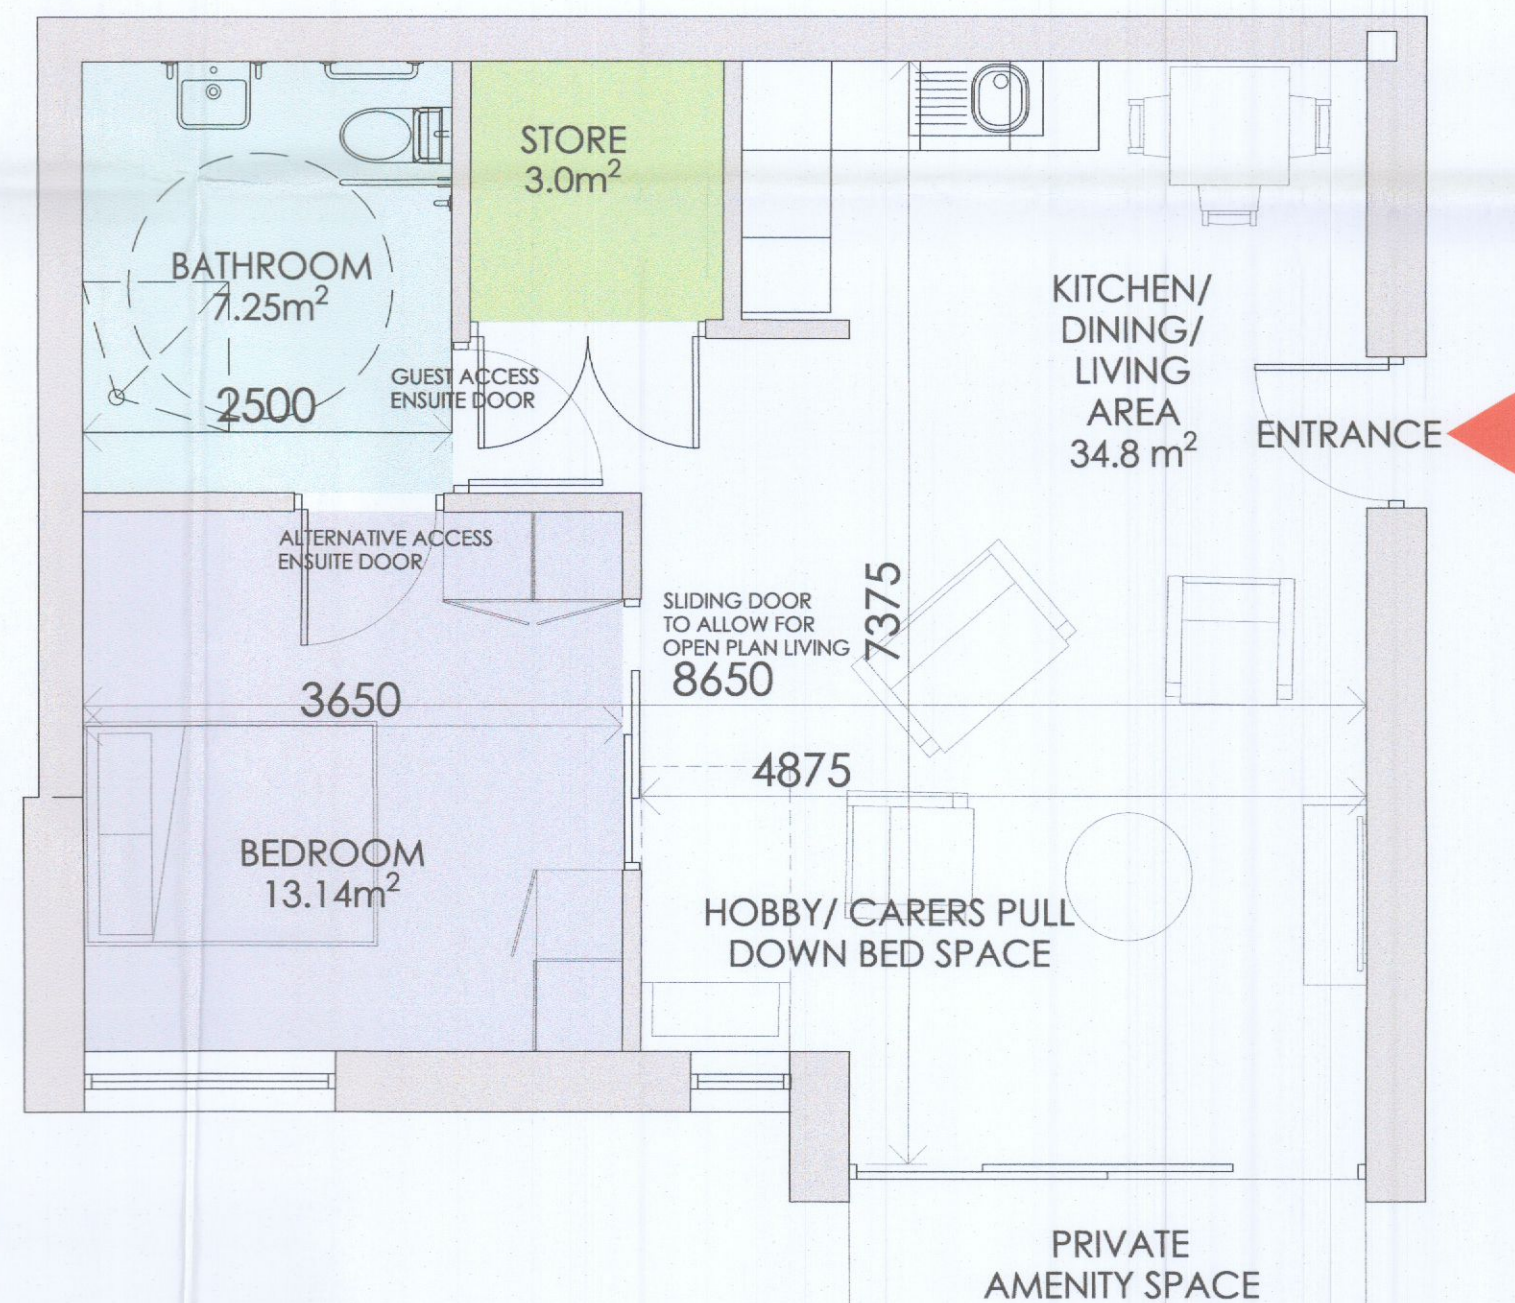 STORE
3.0m²
BATHROOM
7.25m²
2500
GUEST ACCESS
ENSUITE DOOR
KITCHEN/
DINING/
LIVING
AREA
34.8 m²
ENTRANCE
ALTERNATIVE ACCESS
ENSUITE DOOR
SLIDING DOOR
TO ALLOW FOR
OPEN PLAN LIVING
8650
7375
3650
4875
BEDROOM
13.14m²
HOBBY/ CARERS PULL
DOWN BED SPACE
PRIVATE
AMENITY SPACE